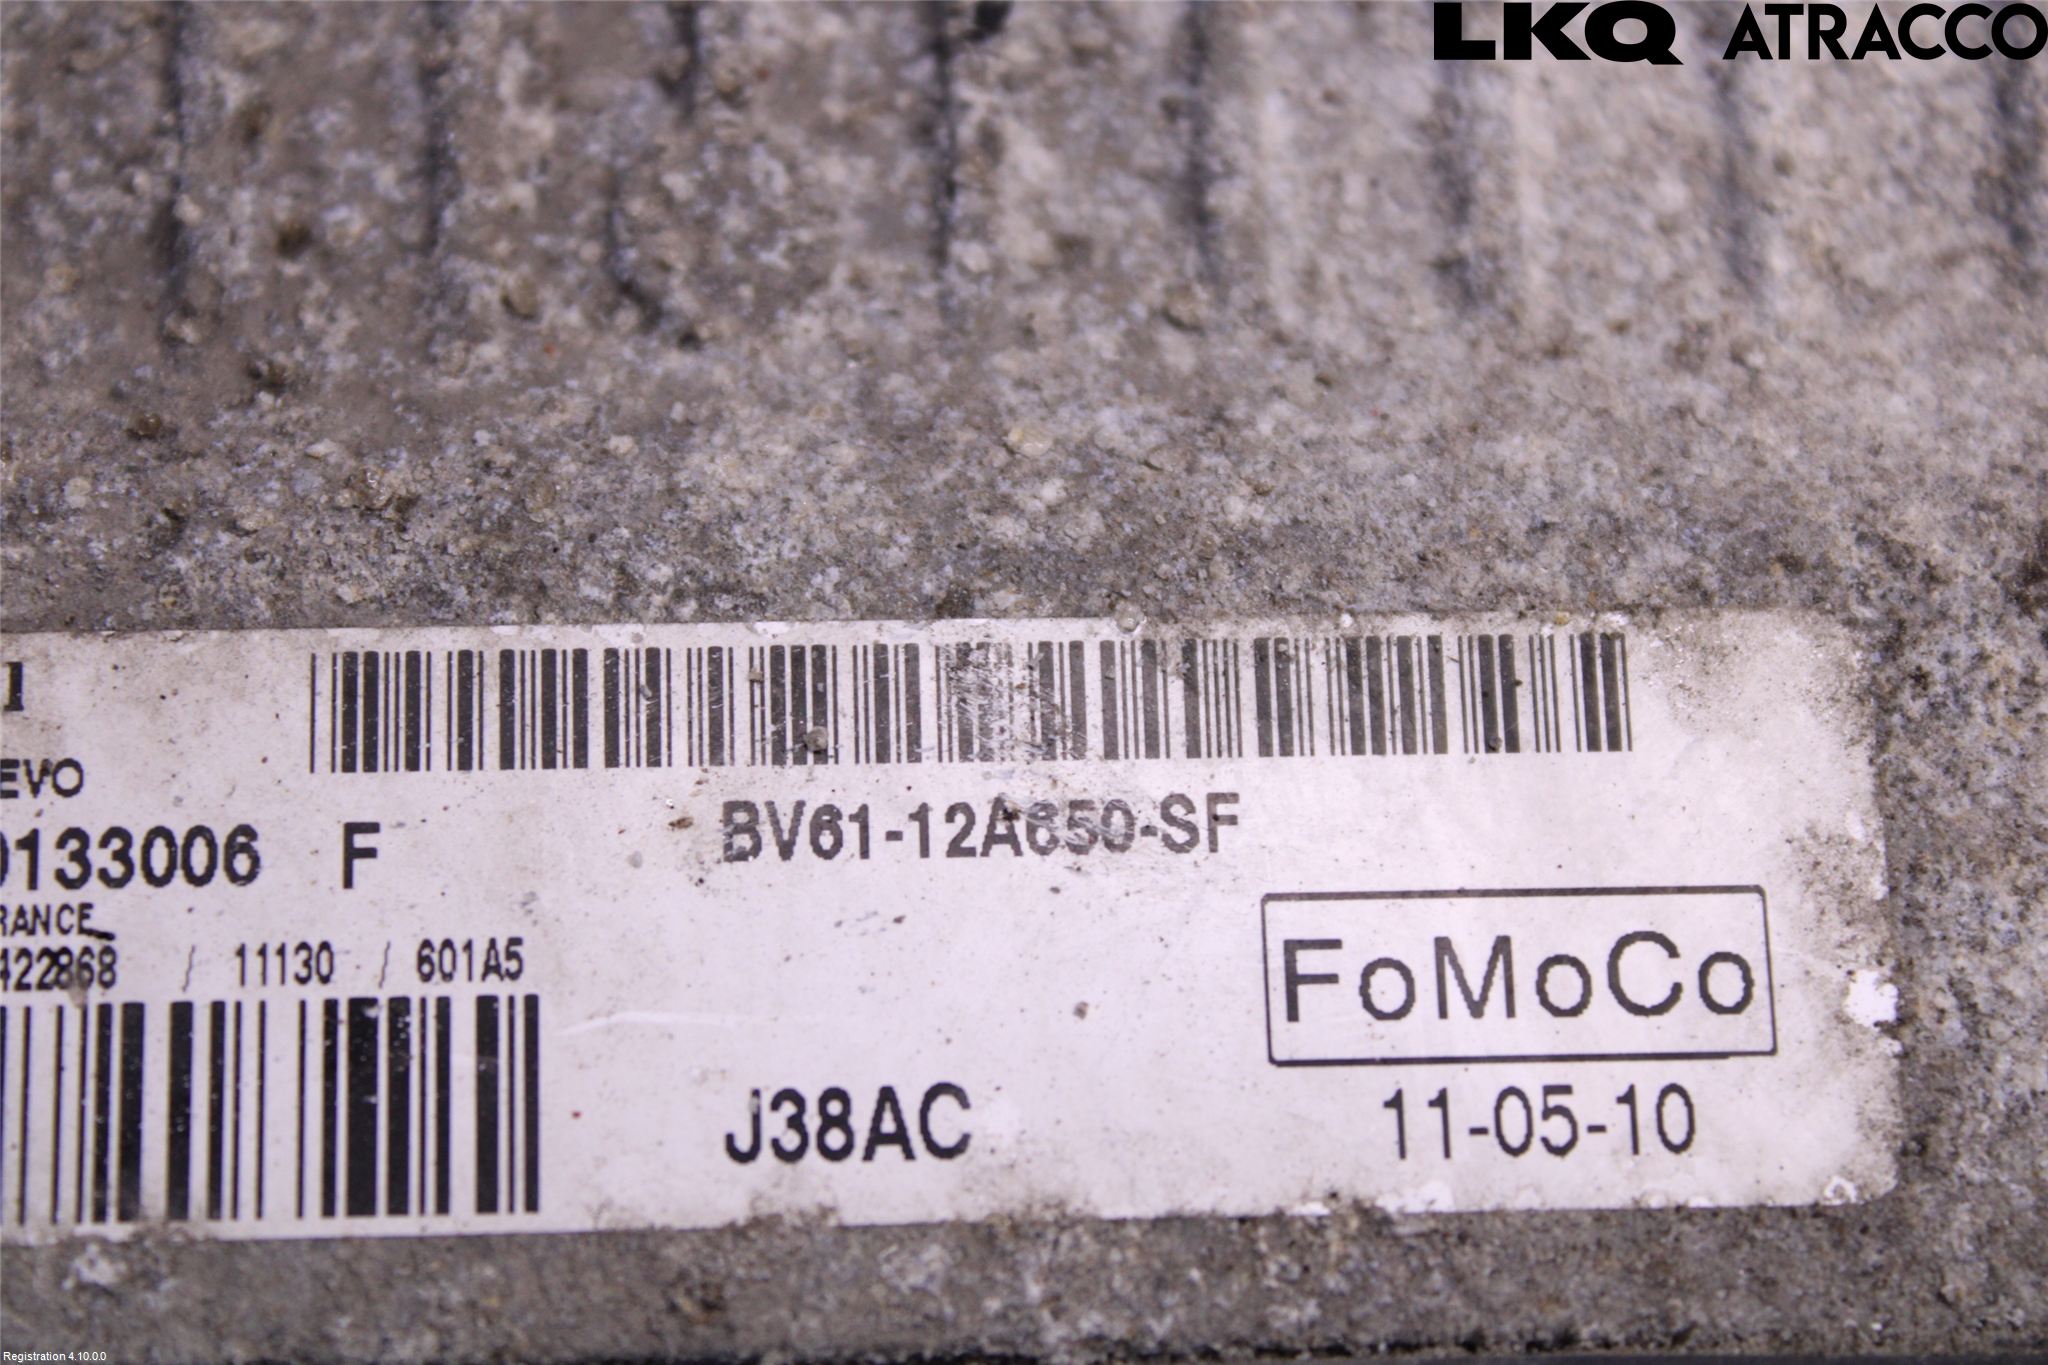 LKQ ATRACCO
BV61-12A650-SF
EVO
0133006 F
RANCE
422868 / 11130 / 601A5
FoMoCo
J38AC
11-05-10
Registration 4.10.0.0